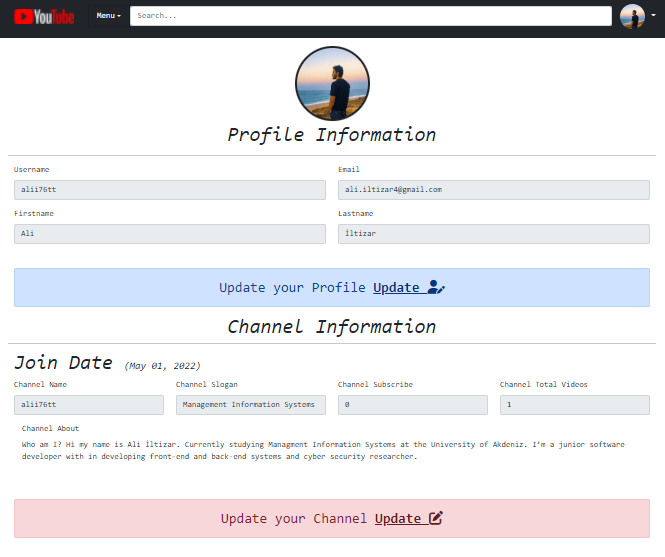 YouTube Menu Search...
Profile Information
Username Email
alii76tt ali.iltizar4@gmail.com
Firstname Lastname
Ali İltizar
Update your Profile Update
Channel Information
Join Date (May 01, 2022)
Channel Name Channel Slogan Channel Subscribe Channel Total Videos
alii76tt Management Information Systems 0 1
Channel About
Who am I? Hi my name is Ali İltizar. Currently studying Managment Information Systems at the University of Akdeniz. I'm a junior software
developer with in developing front-end and back-end systems and cyber security researcher.
Update your Channel Update